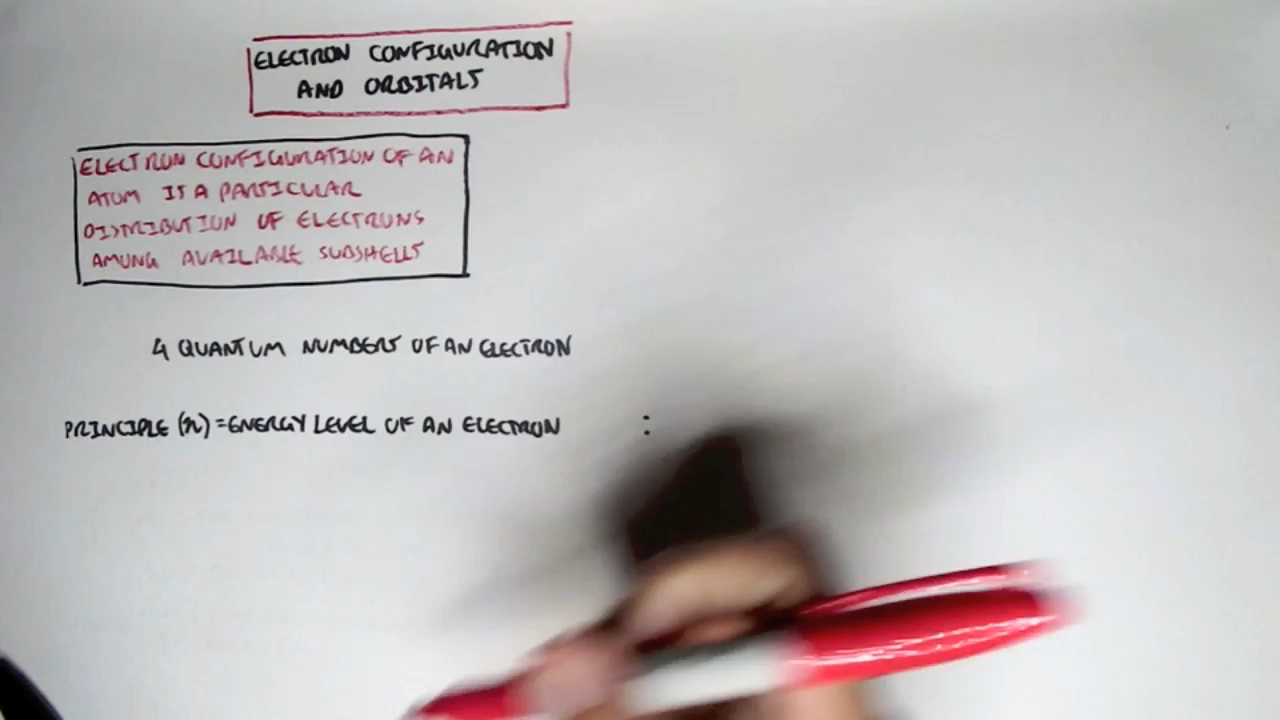 ELECTRON CONFIGURATION
AND ORBITALS
ELECTRON CONFIGURATION OF AN
ATOM IS A PARTICULAR
DISTRIBUTION OF ELECTRONS
AMONG AVAILABLE SUBSHELLS
4 QUANTUM NUMBERS OF AN ELECTRON
PRINCIPLE (n) = ENERGY LEVEL OF AN ELECTRON :